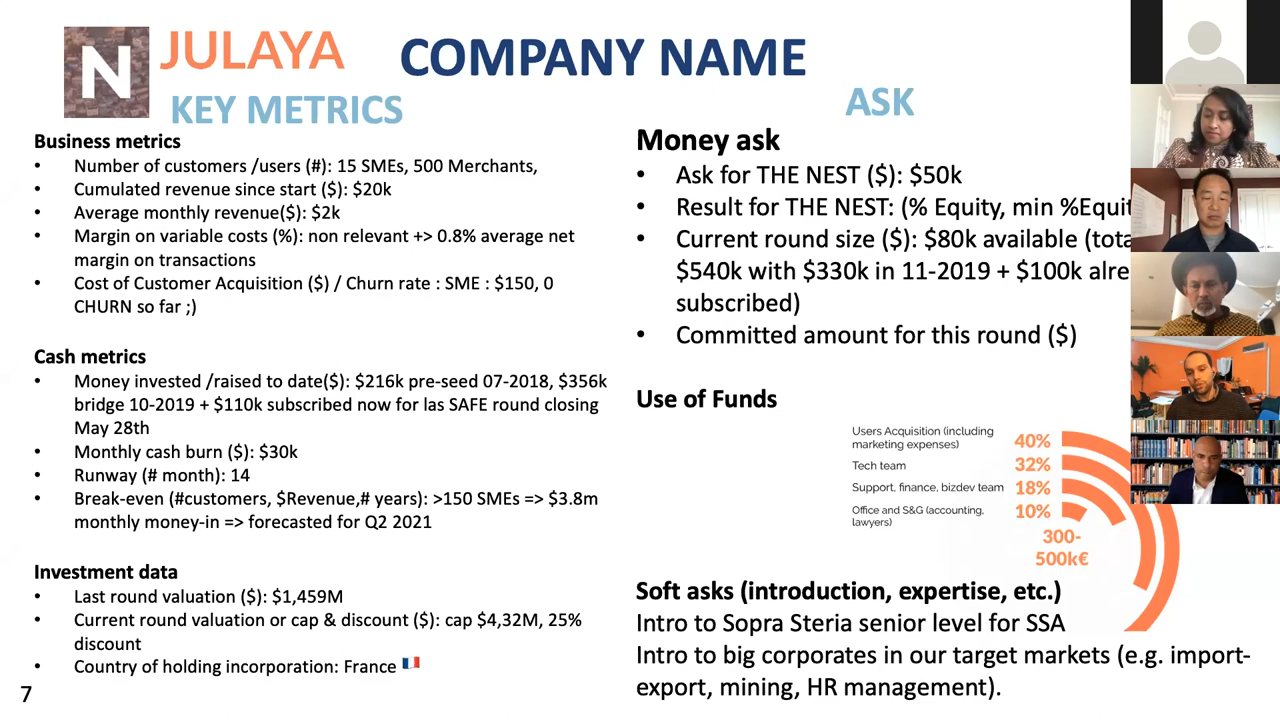 N
JULAYA
COMPANY NAME
KEY METRICS
Business metrics
• Number of customers /users (#): 15 SMEs, 500 Merchants,
• Cumulated revenue since start ($): $20k
• Average monthly revenue($): $2k
• Margin on variable costs (%): non relevant +> 0.8% average net
margin on transactions
• Cost of Customer Acquisition ($) / Churn rate : SME : $150, 0
CHURN so far ;)
Cash metrics
• Money invested /raised to date($): $216k pre-seed 07-2018, $356k
bridge 10-2019 + $110k subscribed now for las SAFE round closing
May 28th
• Monthly cash burn ($): $30k
• Runway (# month): 14
• Break-even (#customers, $Revenue,# years): >150 SMEs => $3.8m
monthly money-in => forecasted for Q2 2021
Investment data
• Last round valuation ($): $1,459M
• Current round valuation or cap & discount ($): cap $4,32M, 25%
discount
• Country of holding incorporation: France 🇫🇷
7
ASK
Money ask
• Ask for THE NEST ($): $50k
• Result for THE NEST: (% Equity, min %Equit
• Current round size ($): $80k available (tota
$540k with $330k in 11-2019 + $100k alre
subscribed)
• Committed amount for this round ($)
Use of Funds
Users Acquisition (including
marketing expenses) 40%
Tech team 32%
Support, finance, bizdev team 18%
Office and S&G (accounting,
lawyers) 10%
300-
500k€
Soft asks (introduction, expertise, etc.)
Intro to Sopra Steria senior level for SSA
Intro to big corporates in our target markets (e.g. import-
export, mining, HR management).